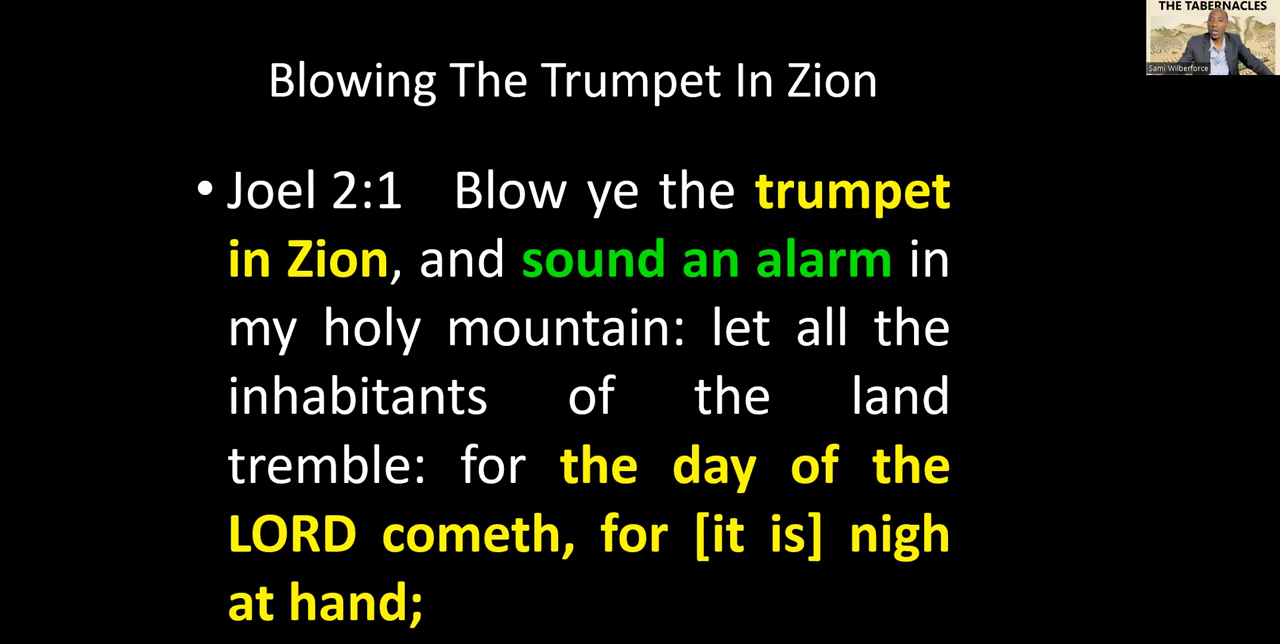 THE TABERNACLES
Sami Wilberforce
Blowing The Trumpet In Zion
• Joel 2:1 Blow ye the trumpet
in Zion, and sound an alarm in
my holy mountain: let all the
inhabitants of the land
tremble: for the day of the
LORD cometh, for [it is] nigh
at hand;